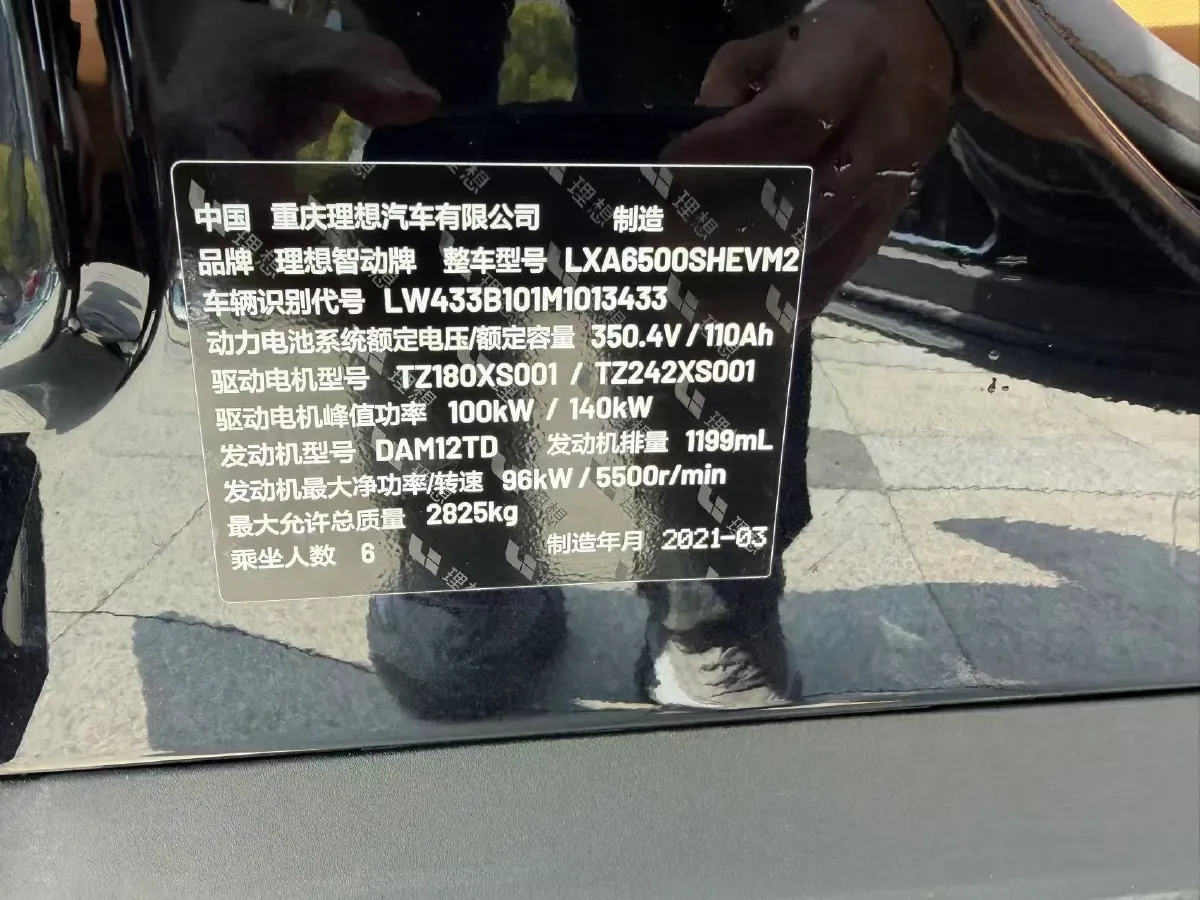 中国 重庆理想汽车有限公司 制造
品牌 理想智动牌 整车型号 LXA6500SHEVM2
车辆识别代号 LW433B101M1013433
动力电池系统额定电压/额定容量 350.4V / 110Ah
驱动电机型号 TZ180XS001 / TZ242XS001
驱动电机峰值功率 100kW / 140kW
发动机型号 DAM12TD 发动机排量 1199mL
发动机最大净功率/转速 96kW / 5500r/min
最大允许总质量 2825kg
乘坐人数 6 制造年月 2021-03